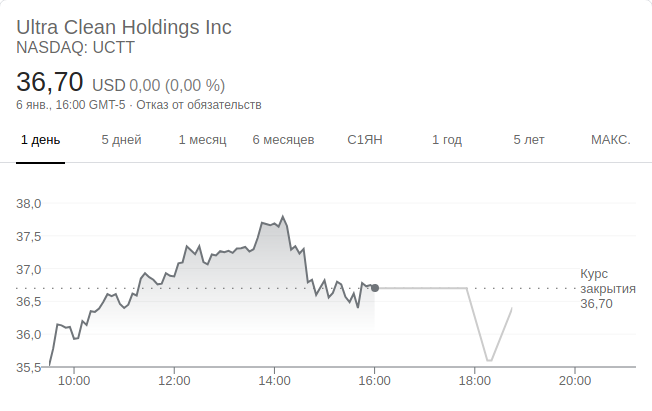 Ultra Clean Holdings Inc
NASDAQ: UCTT
36,70 USD 0,00 (0,00 %)
6 янв., 16:00 GMT-5 · Отказ от обязательств
1 день 5 дней 1 месяц 6 месяцев С1ЯН 1 год 5 лет МАКС.
38,0
37,5
37,0
36,5
36,0
35,5
Курс
закрытия
36,70
10:00 12:00 14:00 16:00 18:00 20:00